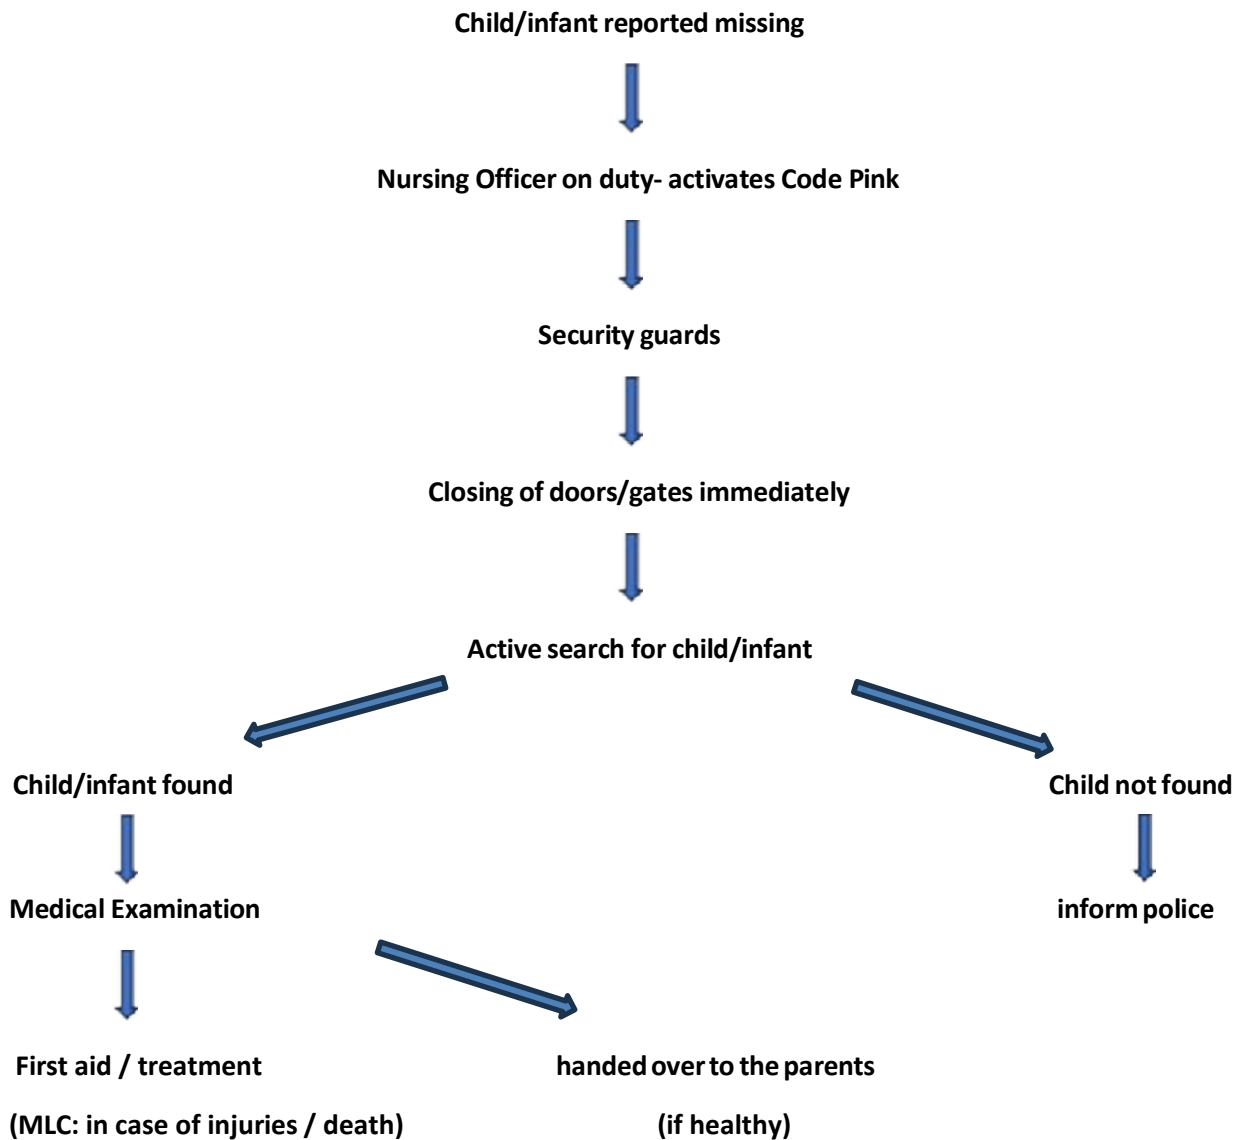 Child/infant reported missing
Nursing Officer on duty- activates Code Pink
Security guards
Closing of doors/gates immediately
Active search for child/infant
Child/infant found
Child not found
Medical Examination
inform police
First aid / treatment
(MLC: in case of injuries / death)
handed over to the parents
(if healthy)